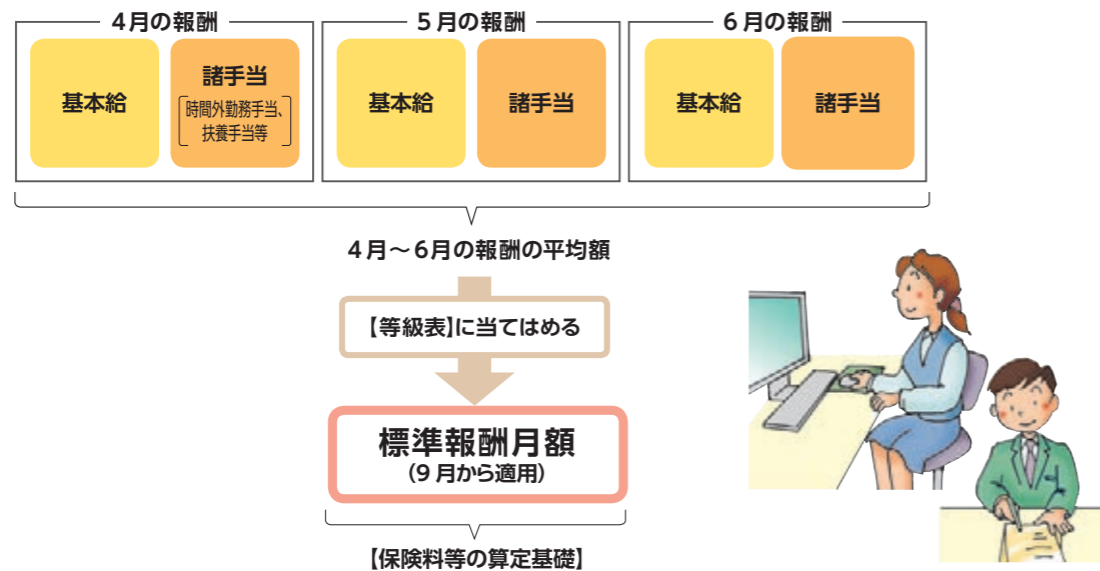 4月の報酬
5月の報酬
6月の報酬
基本給
諸手当
時間外勤務手当、
扶養手当等
基本給
諸手当
基本給
諸手当
4月〜6月の報酬の平均額
【等級表】に当てはめる
標準報酬月額
(9月から適用)
【保険料等の算定基礎】